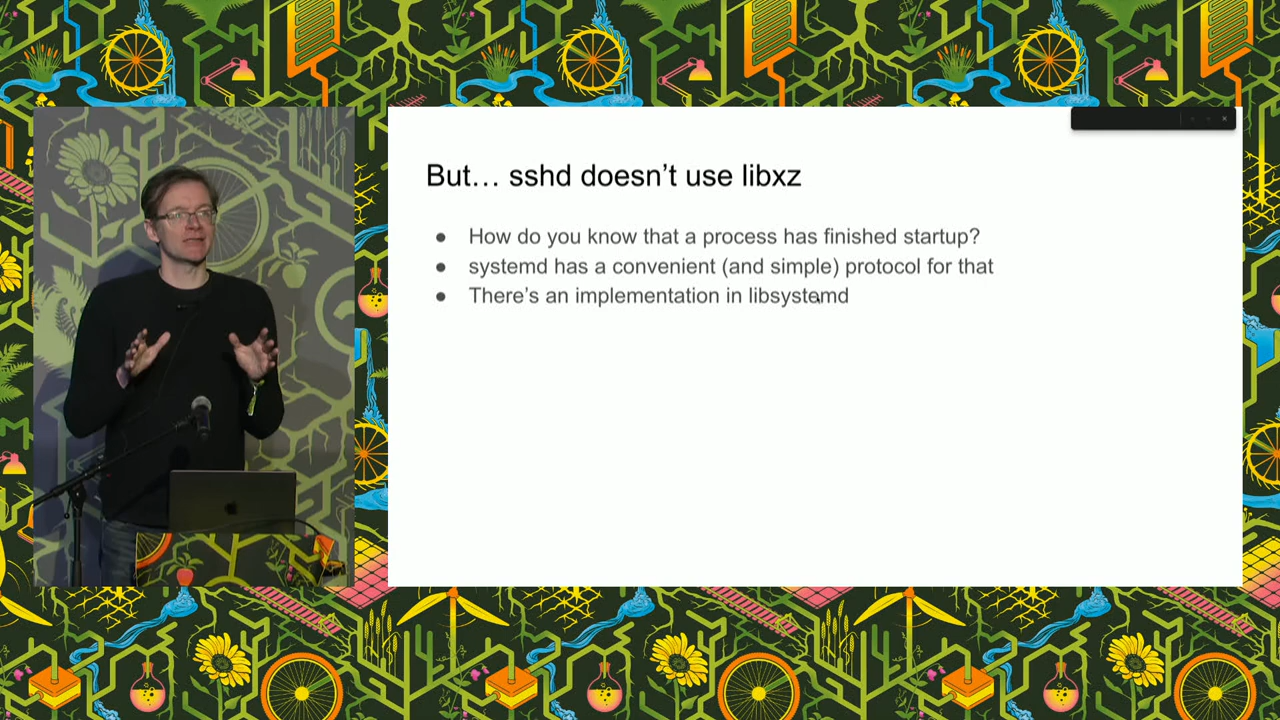 But… sshd doesn’t use libxz
● How do you know that a process has finished startup?
● systemd has a convenient (and simple) protocol for that
● There’s an implementation in libsystemd